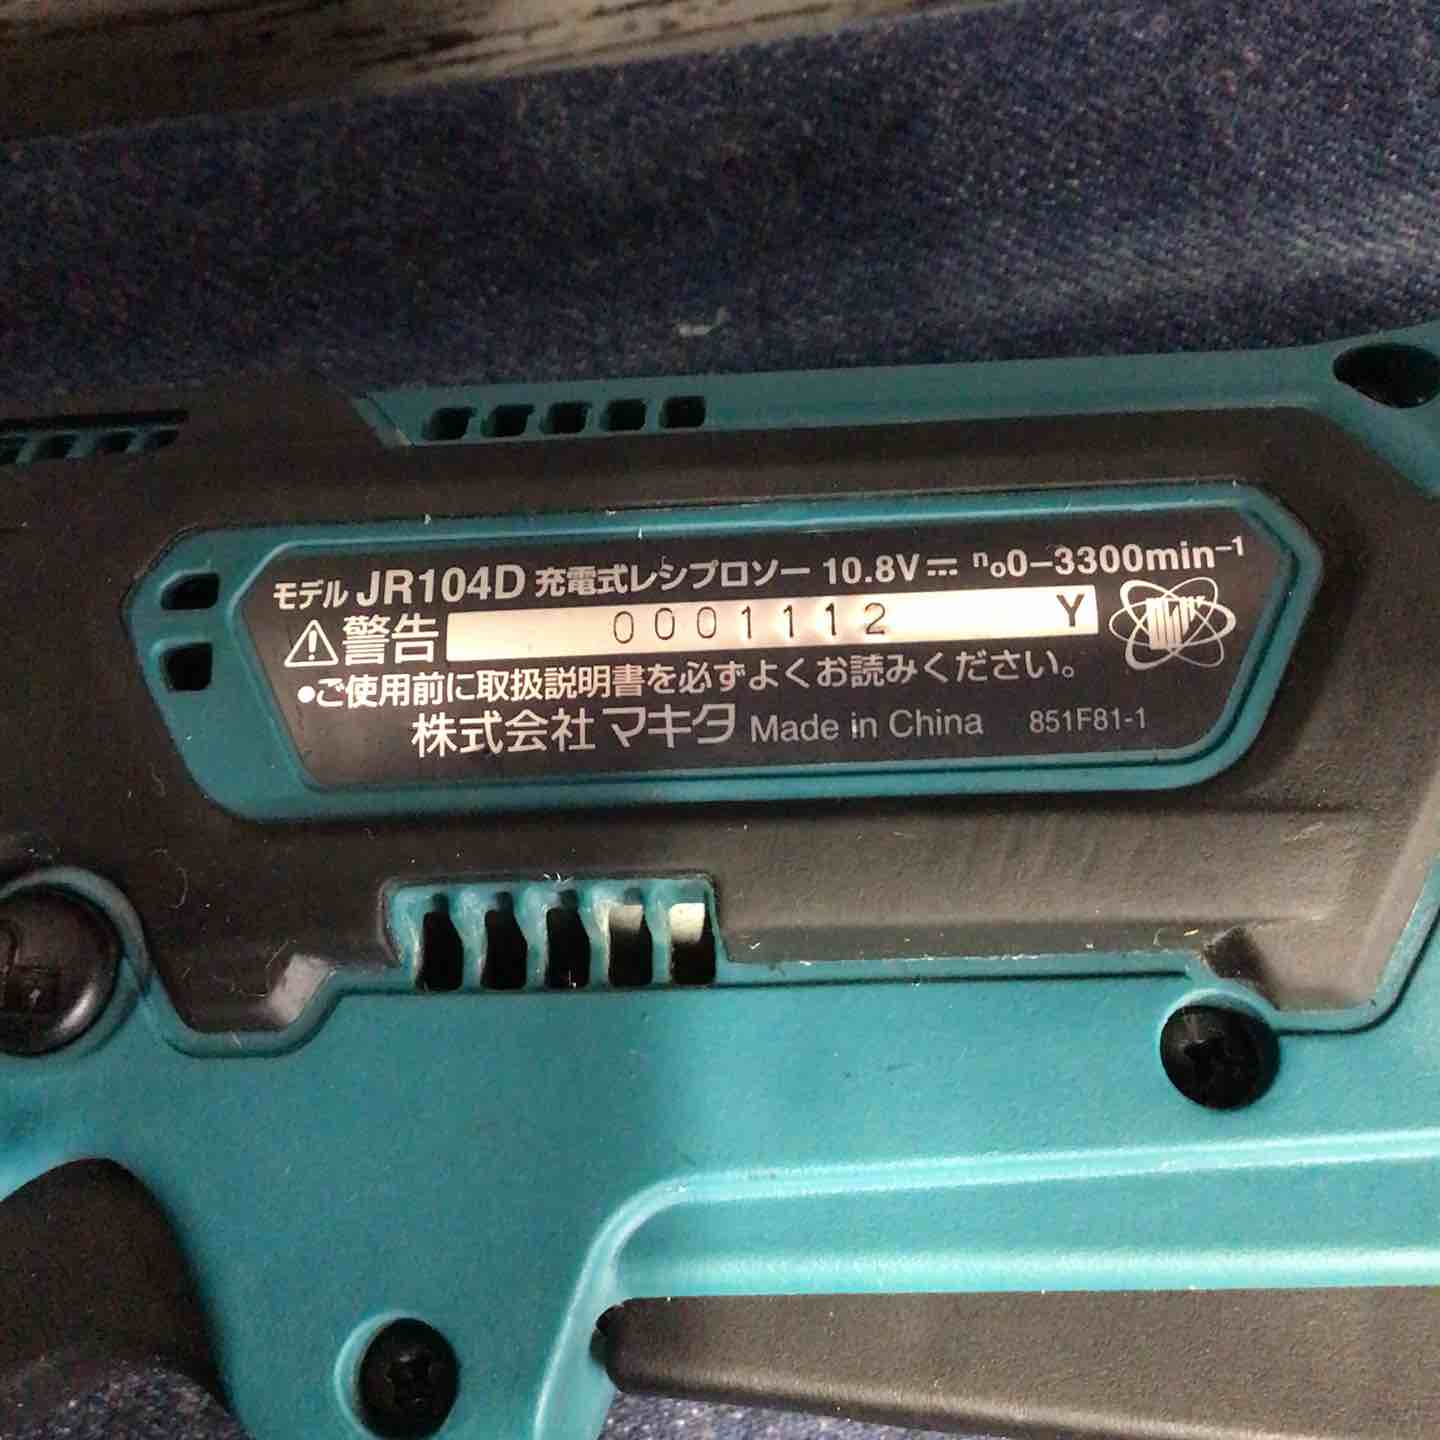 モデル JR104D 充電式レシプロソー 10.8V⎓ n₀0−3300min⁻¹
⚠警告 0001112 Y
●ご使用前に取扱説明書を必ずよくお読みください。
株式会社マキタ Made in China 851F81-1